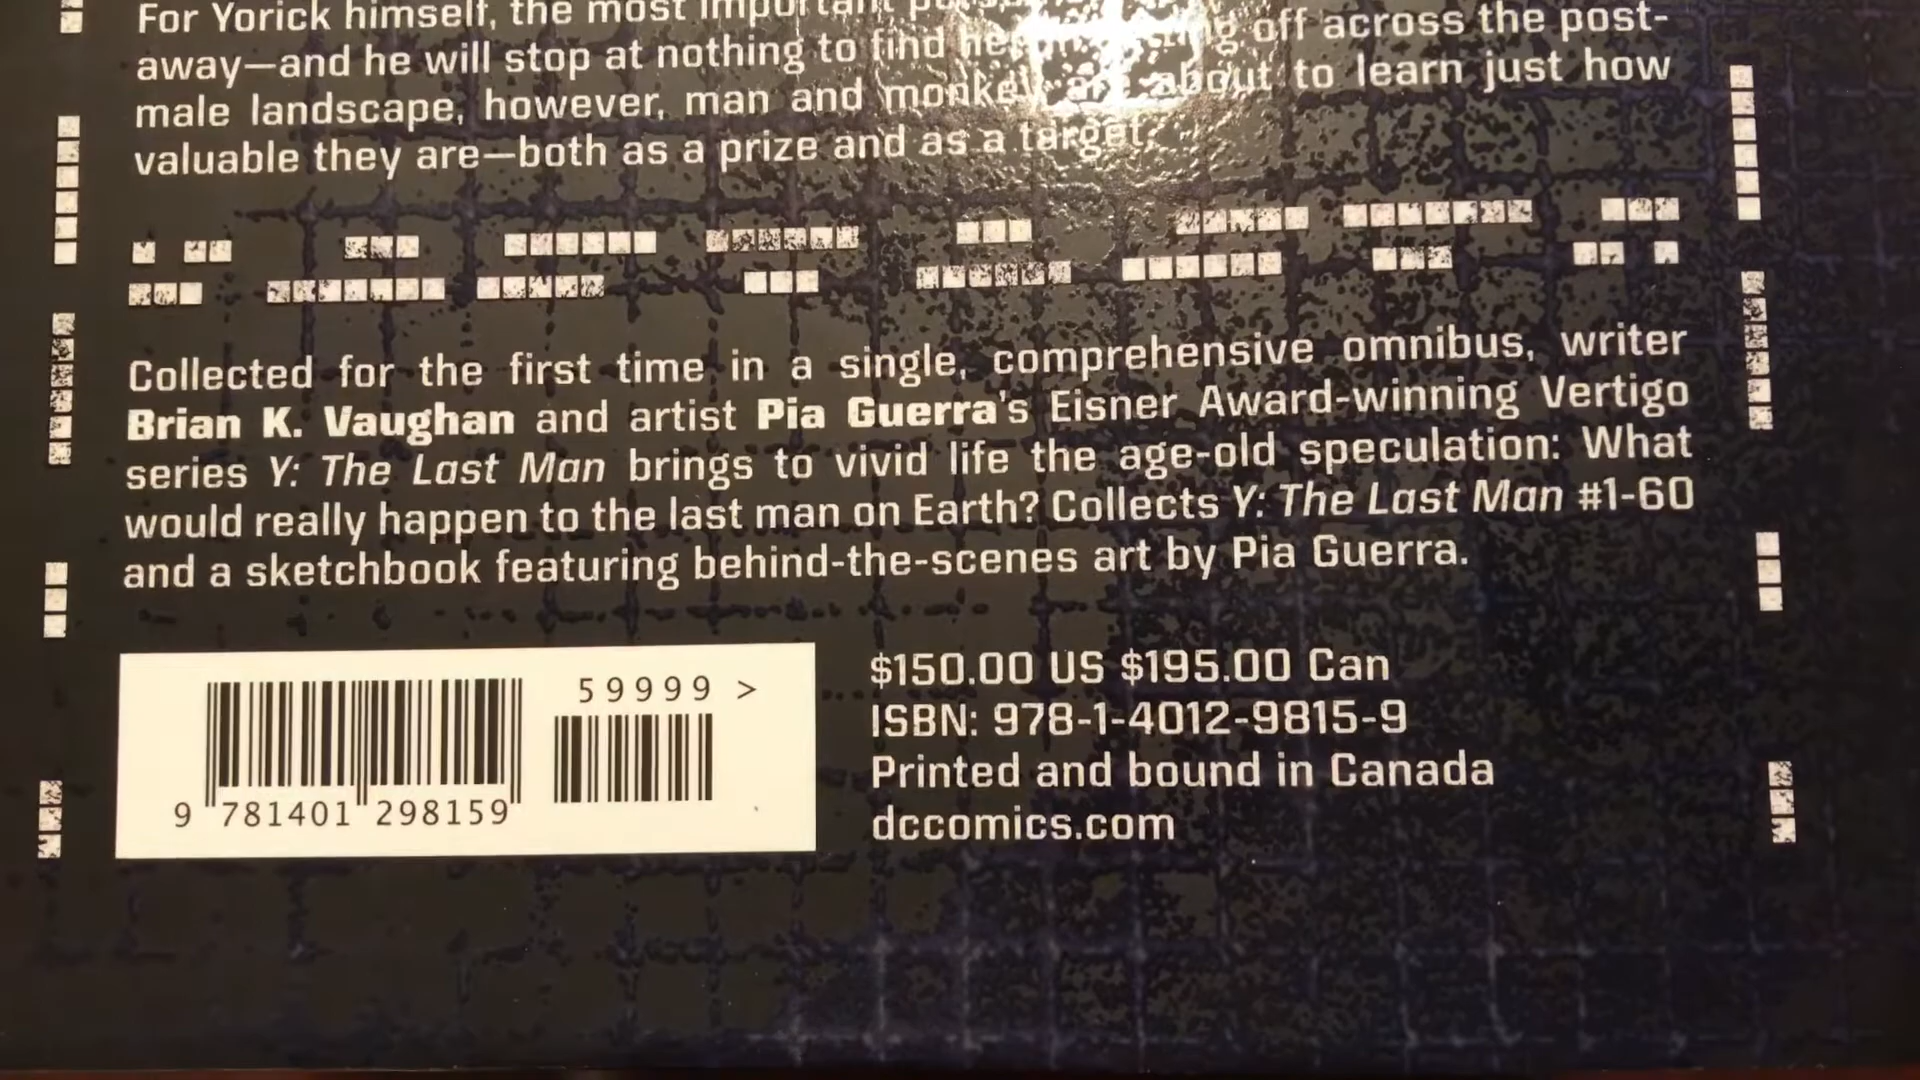 For Yorick himself, the most important
away—and he will stop at nothing to find her. off across the post-
male landscape, however, man and monkey are about to learn just how
valuable they are—both as a prize and as a target.
Collected for the first time in a single, comprehensive omnibus, writer
Brian K. Vaughan and artist Pia Guerra's Eisner Award-winning Vertigo
series Y: The Last Man brings to vivid life the age-old speculation: What
would really happen to the last man on Earth? Collects Y: The Last Man #1-60
and a sketchbook featuring behind-the-scenes art by Pia Guerra.
59999 >
9 781401 298159
$150.00 US $195.00 Can
ISBN: 978-1-4012-9815-9
Printed and bound in Canada
dccomics.com